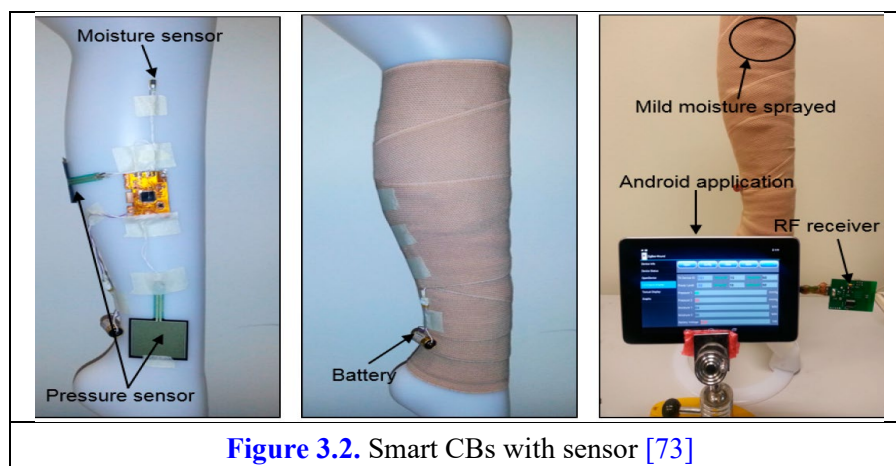 Moisture sensor
Pressure sensor
Battery
Mild moisture sprayed
Android application
RF receiver
Figure 3.2. Smart CBs with sensor [73]